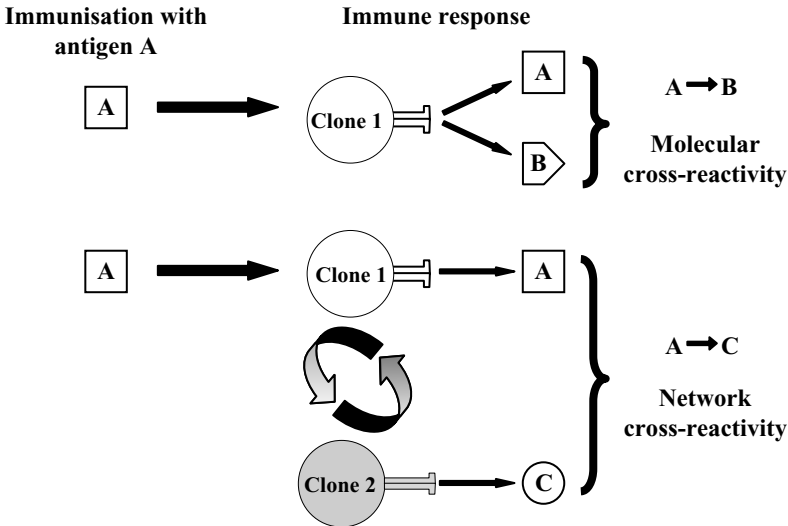 Immunisation with
antigen A
Immune response
A
Clone 1
A
B
A → B
Molecular
cross-reactivity
A
Clone 1
A
A → C
Network
cross-reactivity
Clone 2
C